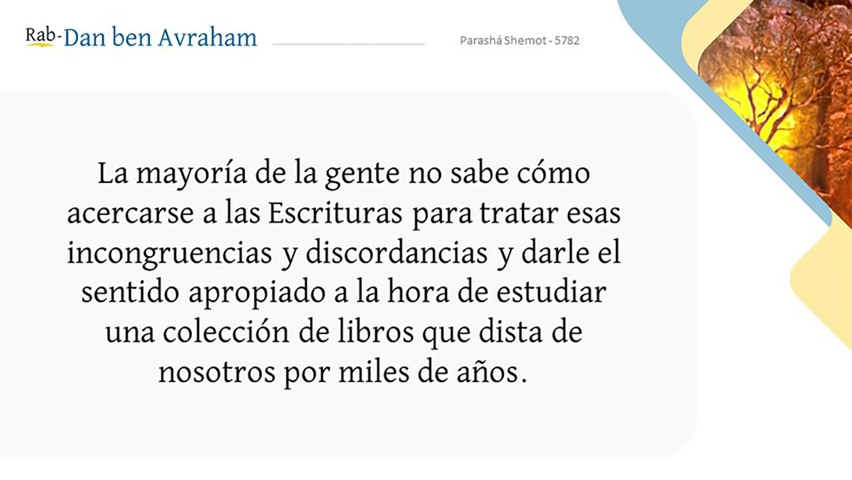 Rab-Dan ben Avraham
Parashá Shemot - 5782
La mayoría de la gente no sabe cómo
acercarse a las Escrituras para tratar esas
incongruencias y discordancias y darle el
sentido apropiado a la hora de estudiar
una colección de libros que dista de
nosotros por miles de años.